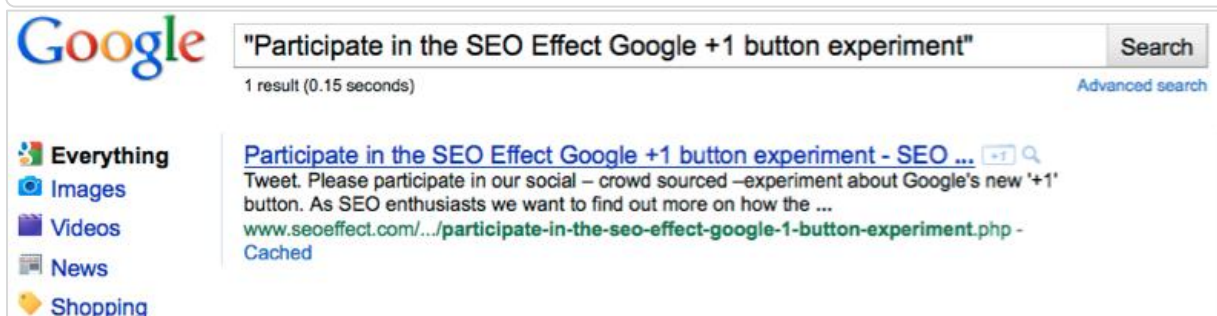 Google
"Participate in the SEO Effect Google +1 button experiment"
Search
1 result (0.15 seconds)
Advanced search
Everything
Images
Videos
News
Shopping
Participate in the SEO Effect Google +1 button experiment - SEO ... +1
Tweet. Please participate in our social – crowd sourced –experiment about Google's new '+1'
button. As SEO enthusiasts we want to find out more on how the ...
www.seoeffect.com/.../participate-in-the-seo-effect-google-1-button-experiment.php -
Cached